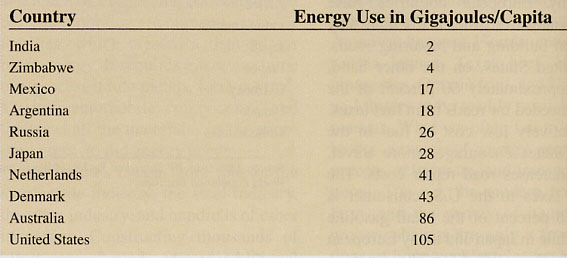 Country Energy Use in Gigajoules/Capita
India 2
Zimbabwe 4
Mexico 17
Argentina 18
Russia 26
Japan 28
Netherlands 41
Denmark 43
Australia 86
United States 105